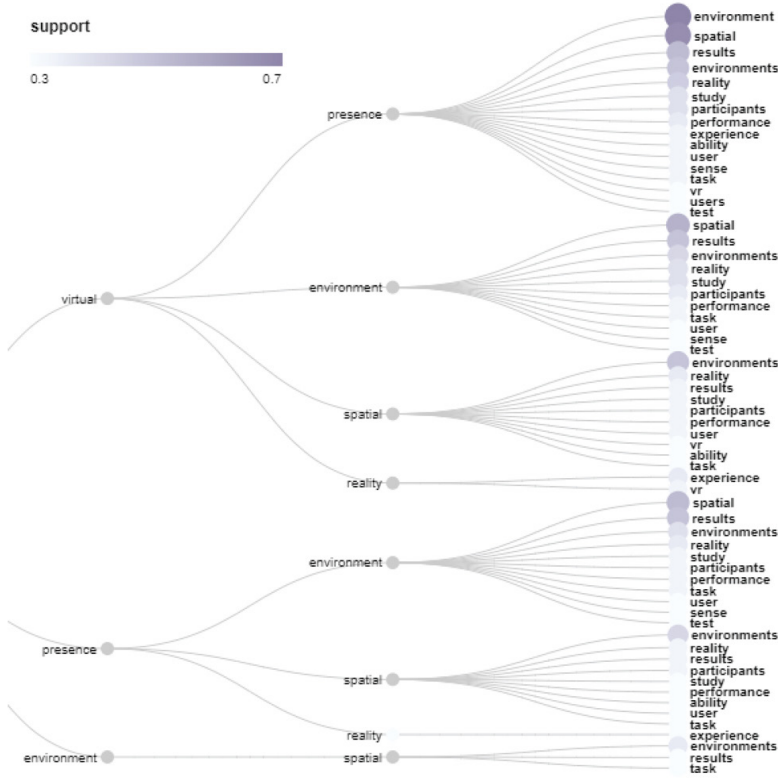 support
0.3 0.7
virtual
presence
environment
spatial
results
environments
reality
study
participants
performance
experience
ability
user
sense
task
vr
users
test
environment
spatial
results
environments
reality
study
participants
performance
task
user
sense
test
spatial
environments
reality
results
study
participants
performance
user
vr
ability
task
reality
experience
vr
presence
environment
spatial
results
environments
reality
study
participants
performance
task
user
sense
test
spatial
environments
reality
results
participants
study
performance
ability
user
task
reality
experience
environment
spatial
environments
results
task